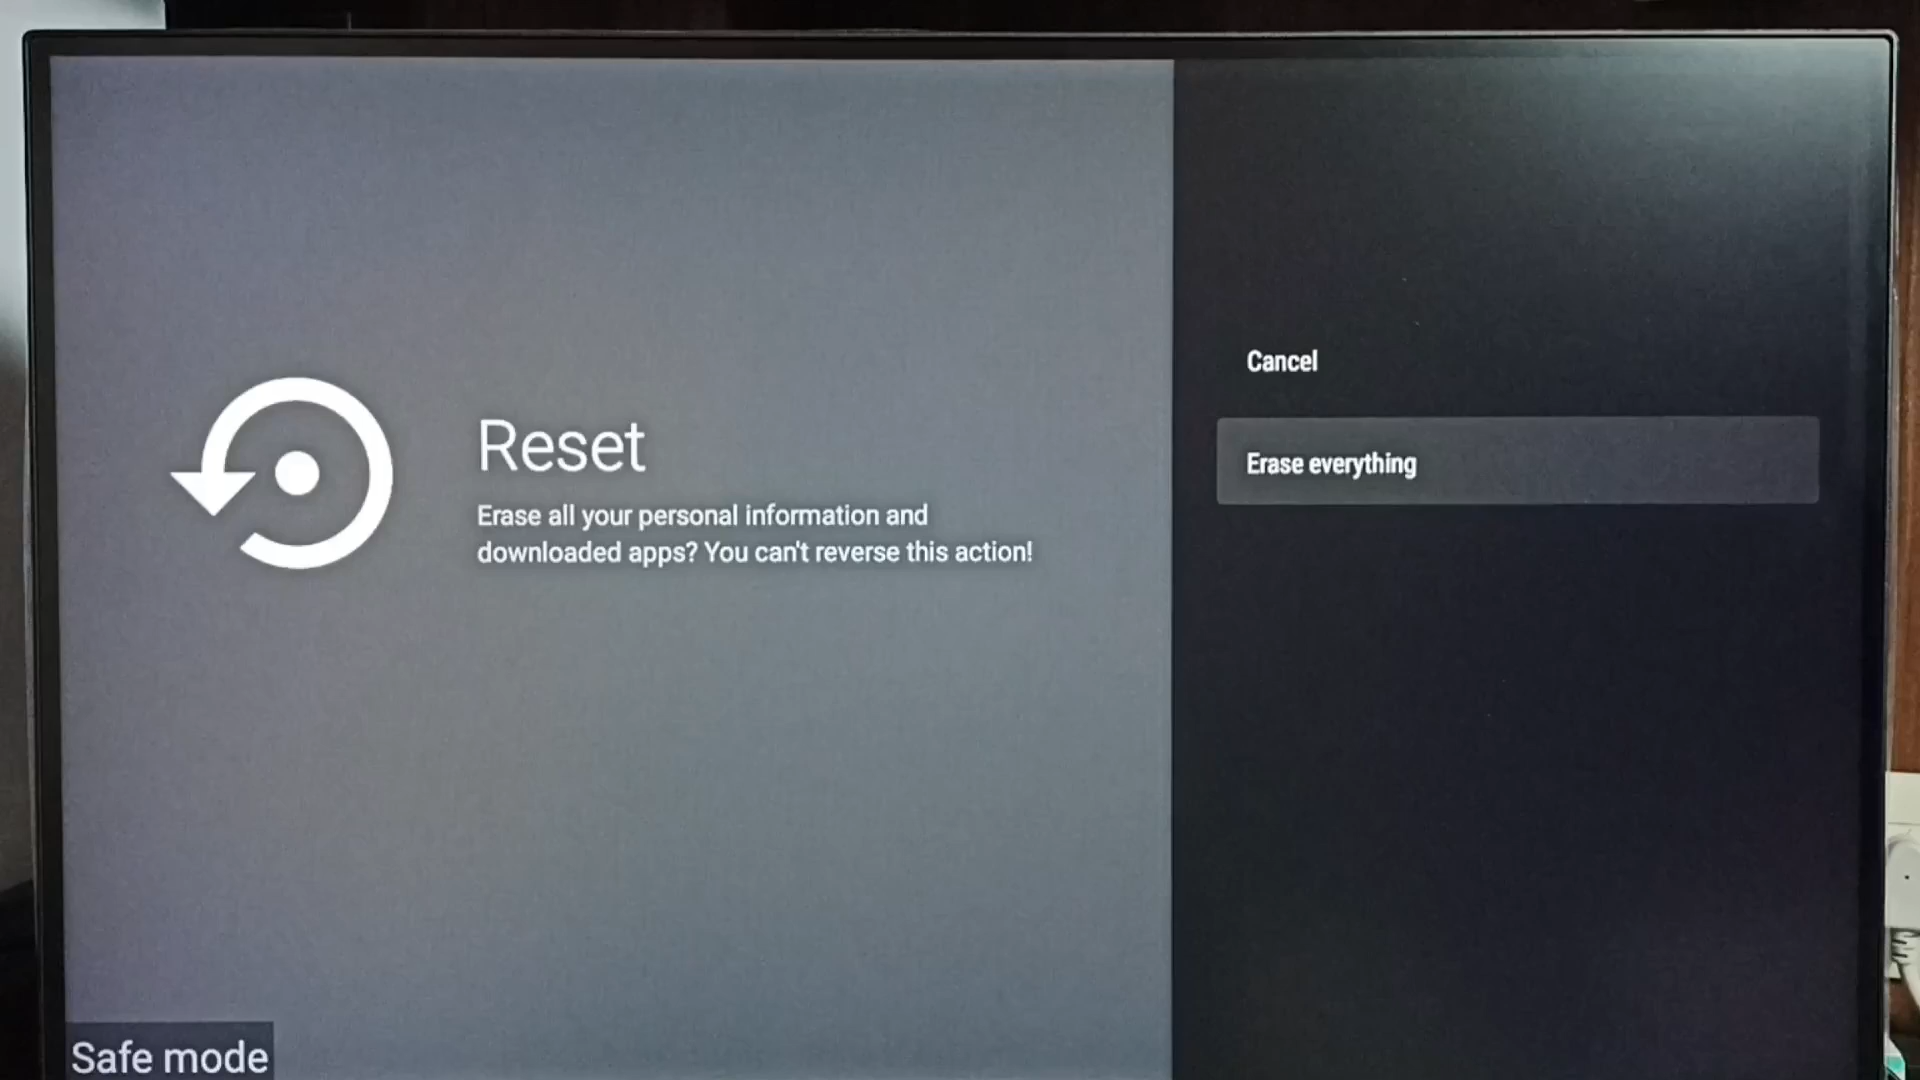 Reset
Erase all your personal information and
downloaded apps? You can't reverse this action!
Cancel
Erase everything
Safe mode